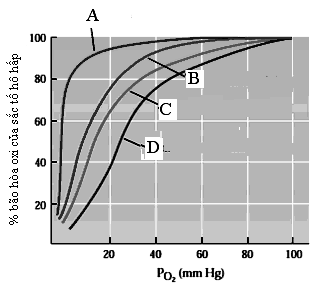 A
100
80
60
40
20
B
C
D
% bão hòa oxi của sắc tố hô hấp
20 40 60 80 100
PO₂ (mm Hg)